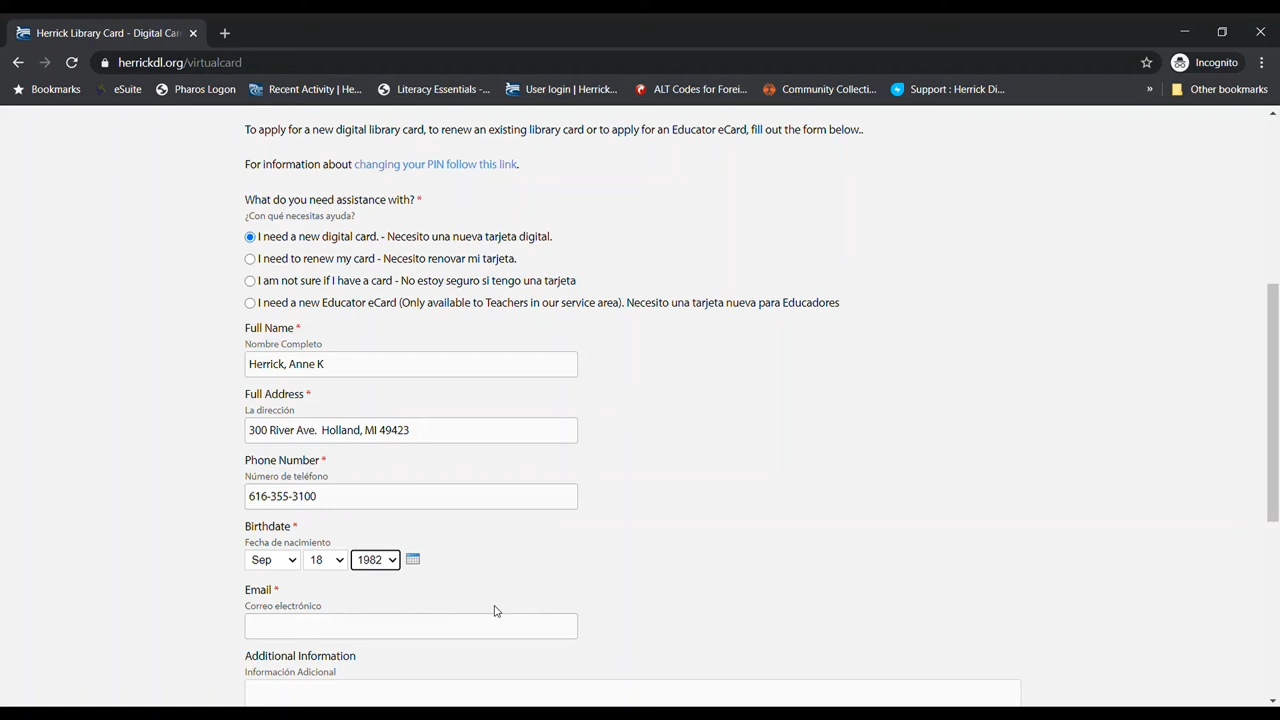 Herrick Library Card - Digital Car
herrickdl.org/virtualcard
Incognito
Bookmarks
eSuite
Pharos Logon
Recent Activity | He...
Literacy Essentials -...
User login | Herrick...
ALT Codes for Forei...
Community Collecti...
Support : Herrick Di...
»
Other bookmarks
To apply for a new digital library card, to renew an existing library card or to apply for an Educator eCard, fill out the form below..
For information about changing your PIN follow this link.
What do you need assistance with? *
¿Con qué necesitas ayuda?
I need a new digital card. - Necesito una nueva tarjeta digital.
I need to renew my card - Necesito renovar mi tarjeta.
I am not sure if I have a card - No estoy seguro si tengo una tarjeta
I need a new Educator eCard (Only available to Teachers in our service area). Necesito una tarjeta nueva para Educadores
Full Name *
Nombre Completo
Herrick, Anne K
Full Address *
La dirección
300 River Ave.  Holland, MI 49423
Phone Number *
Número de teléfono
616-355-3100
Birthdate *
Fecha de nacimiento
Sep 18 1982
Email *
Correo electrónico
Additional Information
Información Adicional